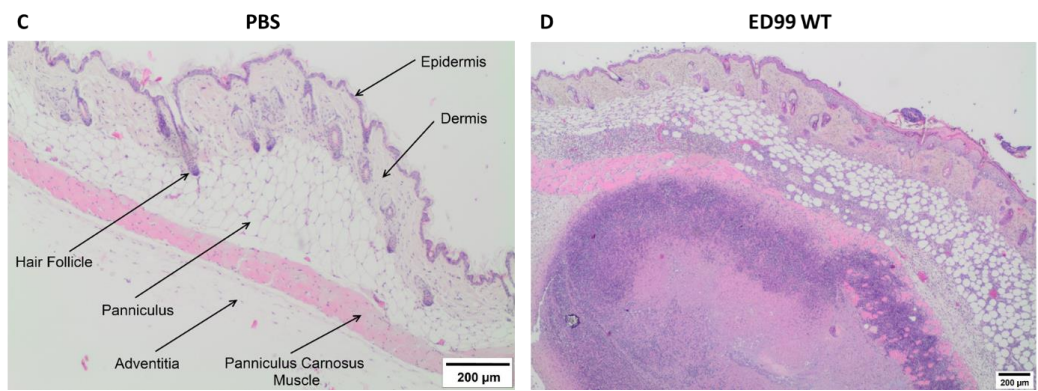 C
PBS
D
ED99 WT
Epidermis
Dermis
Hair Follicle
Panniculus
Adventitia
Panniculus Carnosus
Muscle
200 µm
200 µm